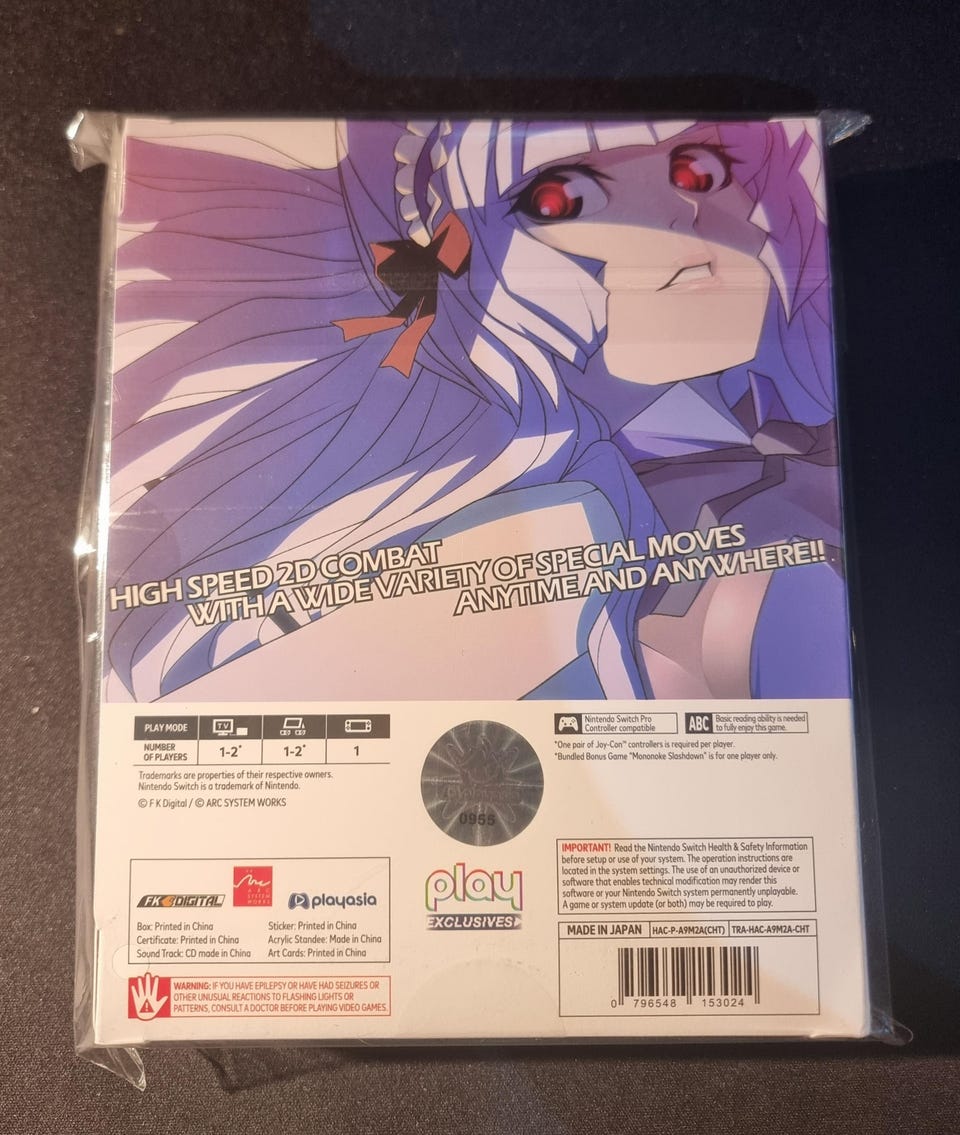 HIGH SPEED 2D COMBAT
WITH A WIDE VARIETY OF SPECIAL MOVES
ANYTIME AND ANYWHERE!!
PLAY MODE
TV
NUMBER
OF PLAYERS
1-2*
1-2*
1
Trademarks are properties of their respective owners.
Nintendo Switch is a trademark of Nintendo.
© F K Digital / © ARC SYSTEM WORKS
0955
Nintendo Switch Pro
Controller compatible
ABC
Basic reading ability is needed
to fully enjoy this game.
*One pair of Joy-Con™ controllers is required per player.
*Bundled Bonus Game "Mononoke Slashdown" is for one player only.
FK DIGITAL
ARC
SYSTEM
WORKS
playasia
Box: Printed in China
Certificate: Printed in China
Sound Track: CD made in China
Sticker: Printed in China
Acrylic Standee: Made in China
Art Cards: Printed in China
WARNING: IF YOU HAVE EPILEPSY OR HAVE HAD SEIZURES OR
OTHER UNUSUAL REACTIONS TO FLASHING LIGHTS OR
PATTERNS, CONSULT A DOCTOR BEFORE PLAYING VIDEO GAMES.
play
EXCLUSIVES
IMPORTANT! Read the Nintendo Switch Health & Safety Information
before setup or use of your system. The operation instructions are
located in the system settings. The use of an unauthorized device or
software that enables technical modification may render this
software or your Nintendo Switch system permanently unplayable.
A game or system update (or both) may be required to play.
MADE IN JAPAN
HAC-P-A9M2A(CHT)
TRA-HAC-A9M2A-CHT
0 796548 153024